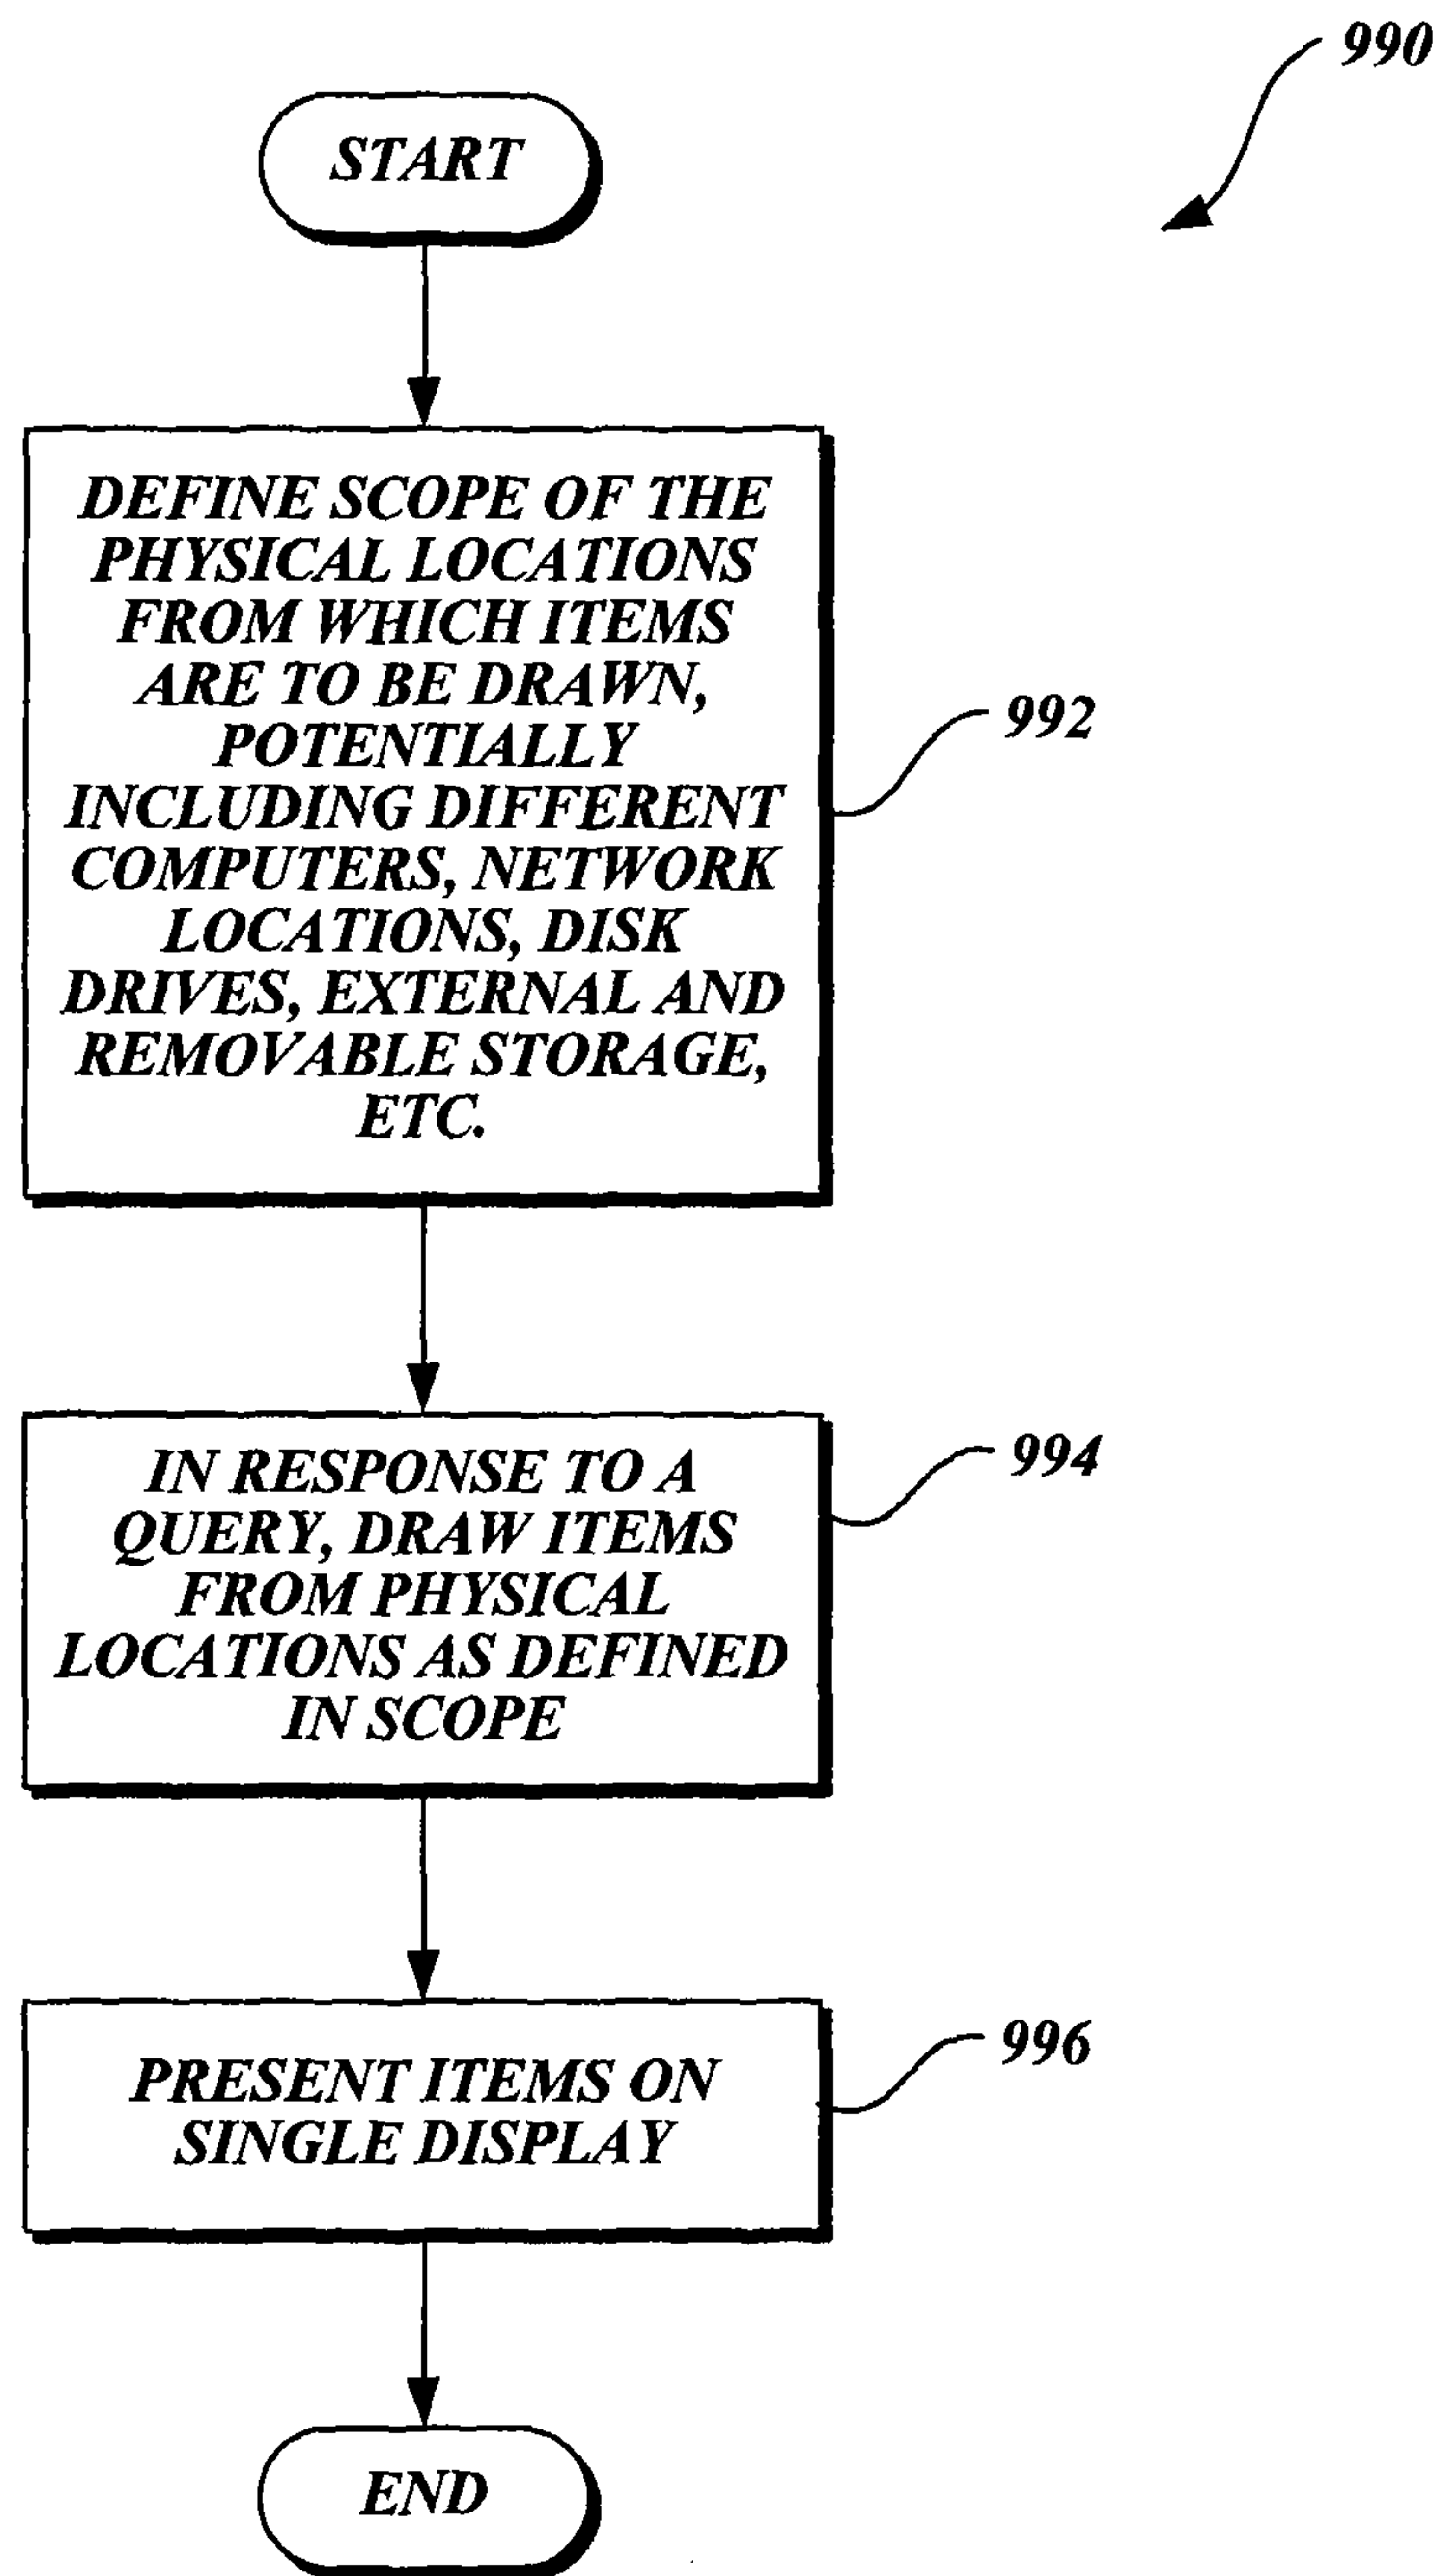 990
START
DEFINE SCOPE OF THE
PHYSICAL LOCATIONS
FROM WHICH ITEMS
ARE TO BE DRAWN,
POTENTIALLY
INCLUDING DIFFERENT
COMPUTERS, NETWORK
LOCATIONS, DISK
DRIVES, EXTERNAL AND
REMOVABLE STORAGE,
ETC.
992
IN RESPONSE TO A
QUERY, DRAW ITEMS
FROM PHYSICAL
LOCATIONS AS DEFINED
IN SCOPE
994
PRESENT ITEMS ON
SINGLE DISPLAY
996
END